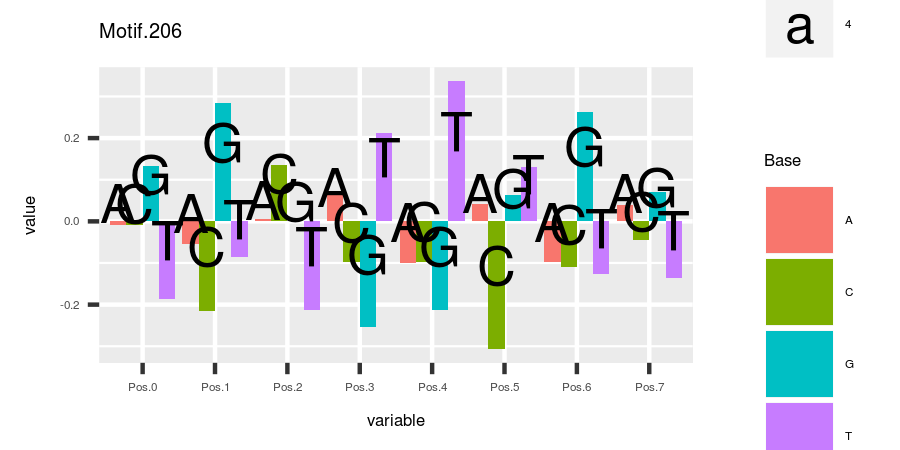 Motif.206
a 4
value
0.2
0.0
-0.2
A C G T G A C T A C G T A C G T A C G T A C G T A C G T A C G T
Pos.0 Pos.1 Pos.2 Pos.3 Pos.4 Pos.5 Pos.6 Pos.7
variable
Base
A
C
G
T